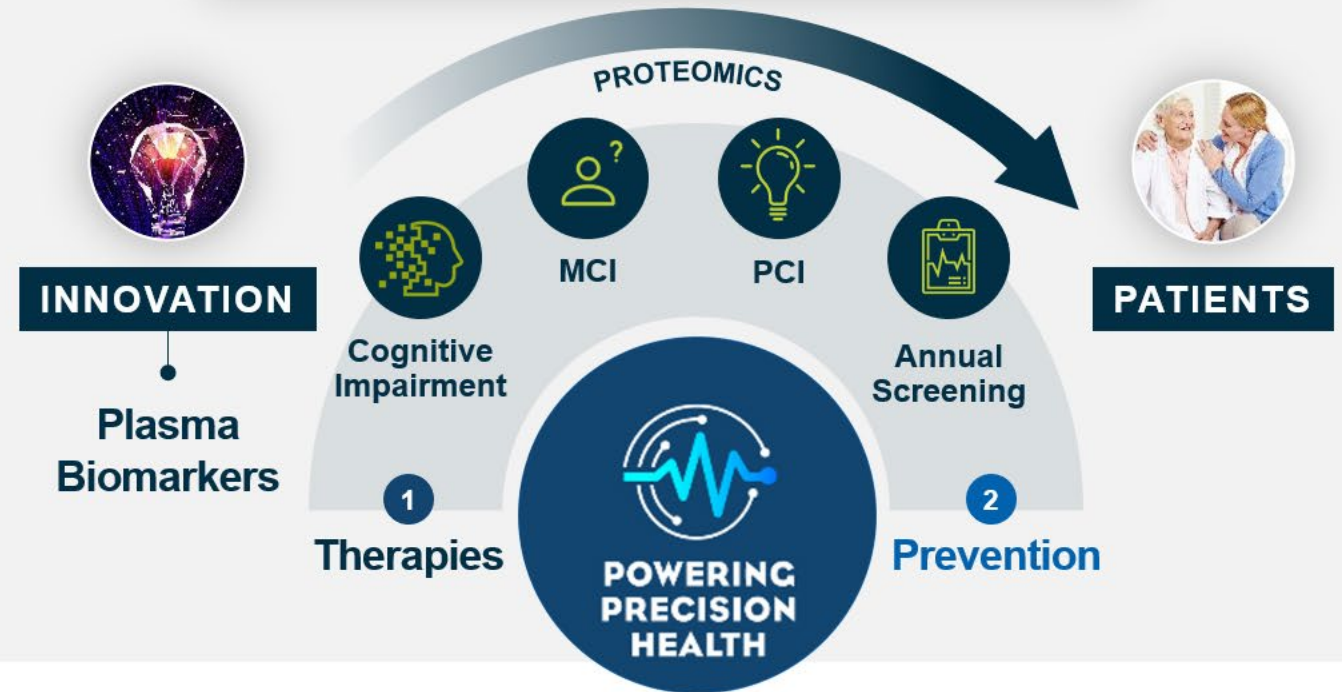 PROTEOMICS
?
MCI
PCI
INNOVATION
PATIENTS
Cognitive
Impairment
Annual
Screening
Plasma
Biomarkers
1
Therapies
2
Prevention
POWERING
PRECISION
HEALTH